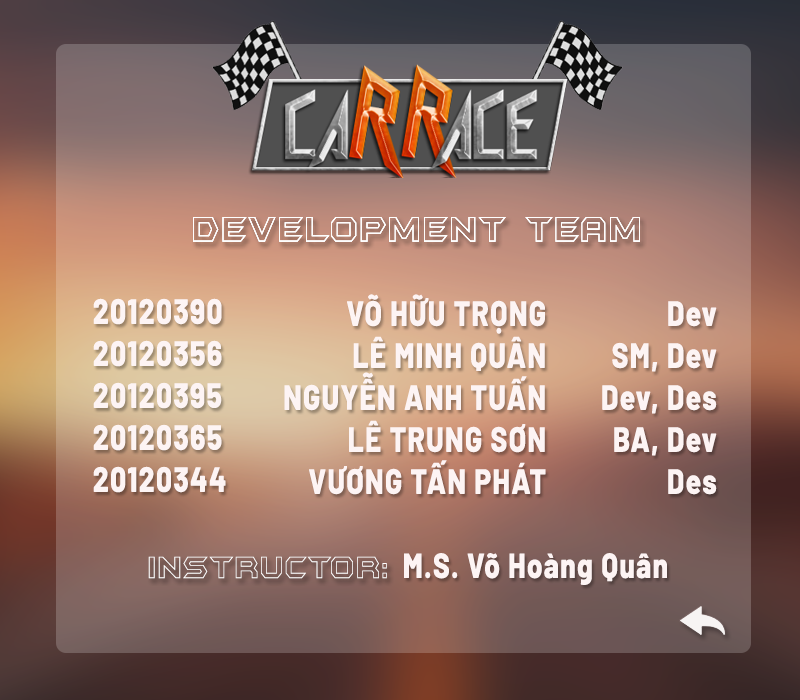 CARRACE
DEVELOPMENT TEAM
20120390 VÕ HỮU TRỌNG Dev
20120356 LÊ MINH QUÂN SM, Dev
20120395 NGUYỄN ANH TUẤN Dev, Des
20120365 LÊ TRUNG SƠN BA, Dev
20120344 VƯƠNG TẤN PHÁT Des
INSTRUCTOR: M.S. Võ Hoàng Quân